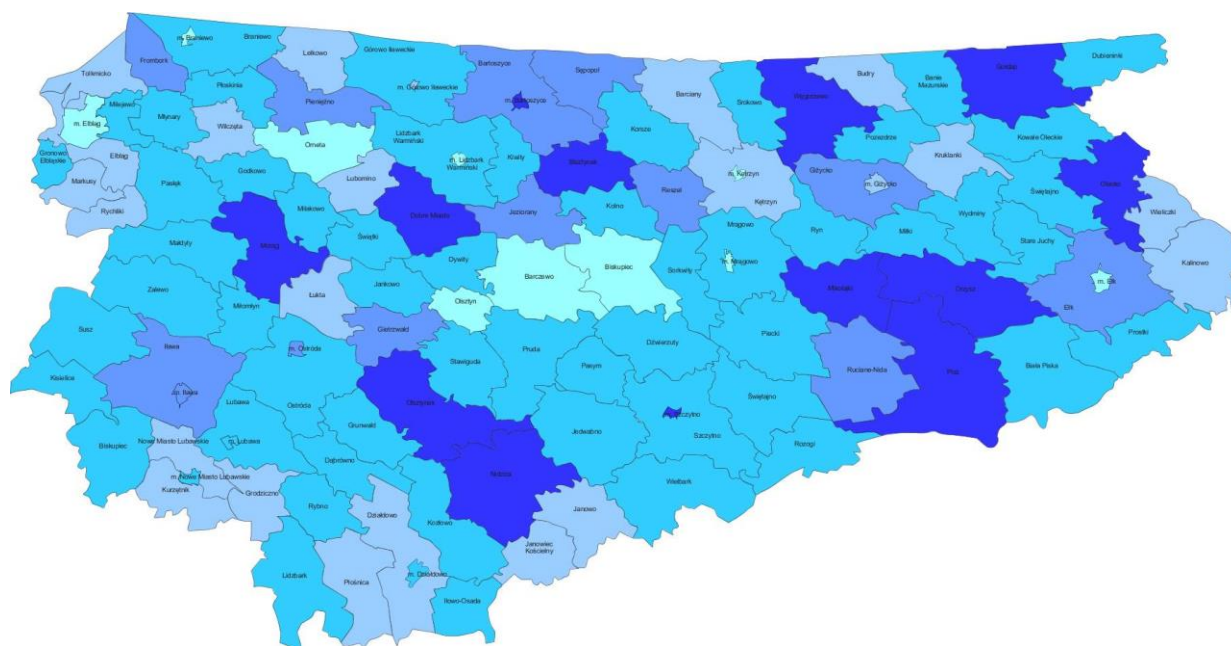 m. Braniewo
Braniewo
Lelkowo
Górowo Iławeckie
Bartoszyce
Sępopol
Budry
Gołdap
Dubieninki
Frombork
Tolkmicko
Płoskinia
Pieniężno
m. Górowo Iławeckie
m. Bartoszyce
Barciany
Srokowo
Węgorzewo
Banie
Mazurskie
Milejewo
Młynary
Wilczęta
m. Elbląg
Orneta
Lidzbark
Warmiński
m. Lidzbark
Warmiński
Kiwity
Korsze
Pozezdrze
Kowale Oleckie
Gronowo
Elbląskie
Elbląg
Markusy
Rychliki
Pasłęk
Godkowo
Lubomino
Bisztynek
Reszel
m. Kętrzyn
Kętrzyn
Giżycko
m. Giżycko
Kruklanki
Świętajno
Olecko
Wieliczki
Kalinowo
Miłakowo
Morąg
Małdyty
Świątki
Dobre Miasto
Jeziorany
Kolno
Mrągowo
m. Mrągowo
Ryn
Miłki
Wydminy
Stare Juchy
Zalewo
Miłomłyn
Łukta
Jonkowo
Dywity
Olsztyn
Barczewo
Biskupiec
Sorkwity
Mikołajki
Orzysz
m. Ełk
Ełk
Prostki
Susz
Iława
m. Iława
m. Ostróda
Gietrzwałd
Stawiguda
Purda
Pasym
Dźwierzuty
Piecki
Ruciane-Nida
Pisz
Biała Piska
Kisielice
Biskupiec
Lubawa
m. Lubawa
Ostróda
Grunwald
Olsztynek
Jedwabno
m. Szczytno
Szczytno
Świętajno
Rozogi
Nowe Miasto Lubawskie
m. Nowe Miasto Lubawskie
Kurzętnik
Grodziczno
Dąbrówno
Rybno
Działdowo
Kozłowo
Nidzica
Wielbark
Janowo
Janowiec
Kościelny
Lidzbark
Płośnica
m. Działdowo
Iłowo-Osada